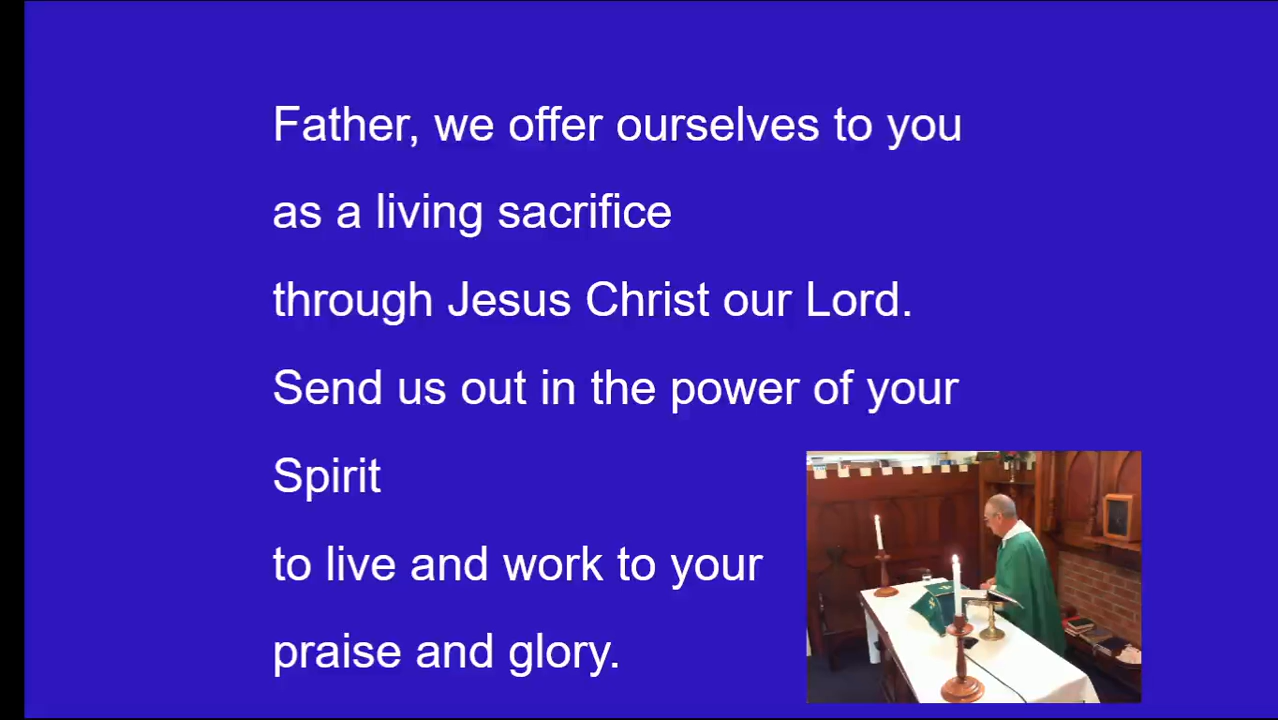 Father, we offer ourselves to you
as a living sacrifice
through Jesus Christ our Lord.
Send us out in the power of your
Spirit
to live and work to your
praise and glory.